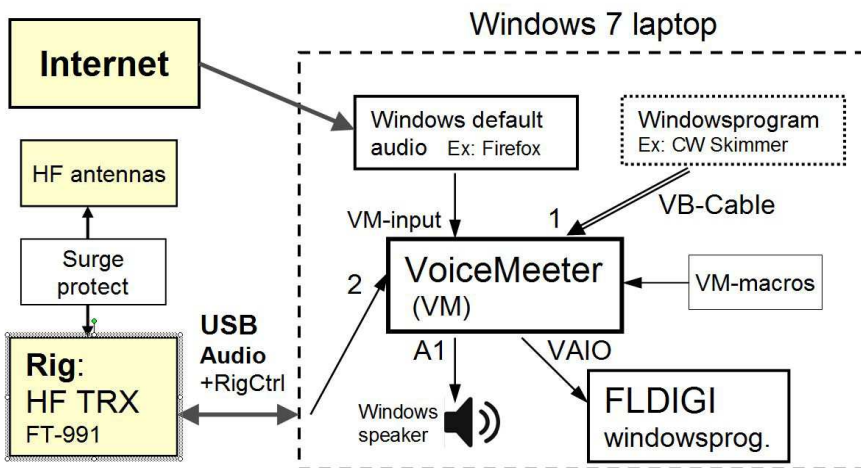 Windows 7 laptop
Internet
Windows default
audio Ex: Firefox
Windowsprogram
Ex: CW Skimmer
HF antennas
VM-input
1
VB-Cable
Surge
protect
2
VoiceMeeter
(VM)
VM-macros
USB
Audio
+RigCtrl
A1
VAIO
Rig:
HF TRX
FT-991
Windows
speaker
FLDIGI
windowsprog.